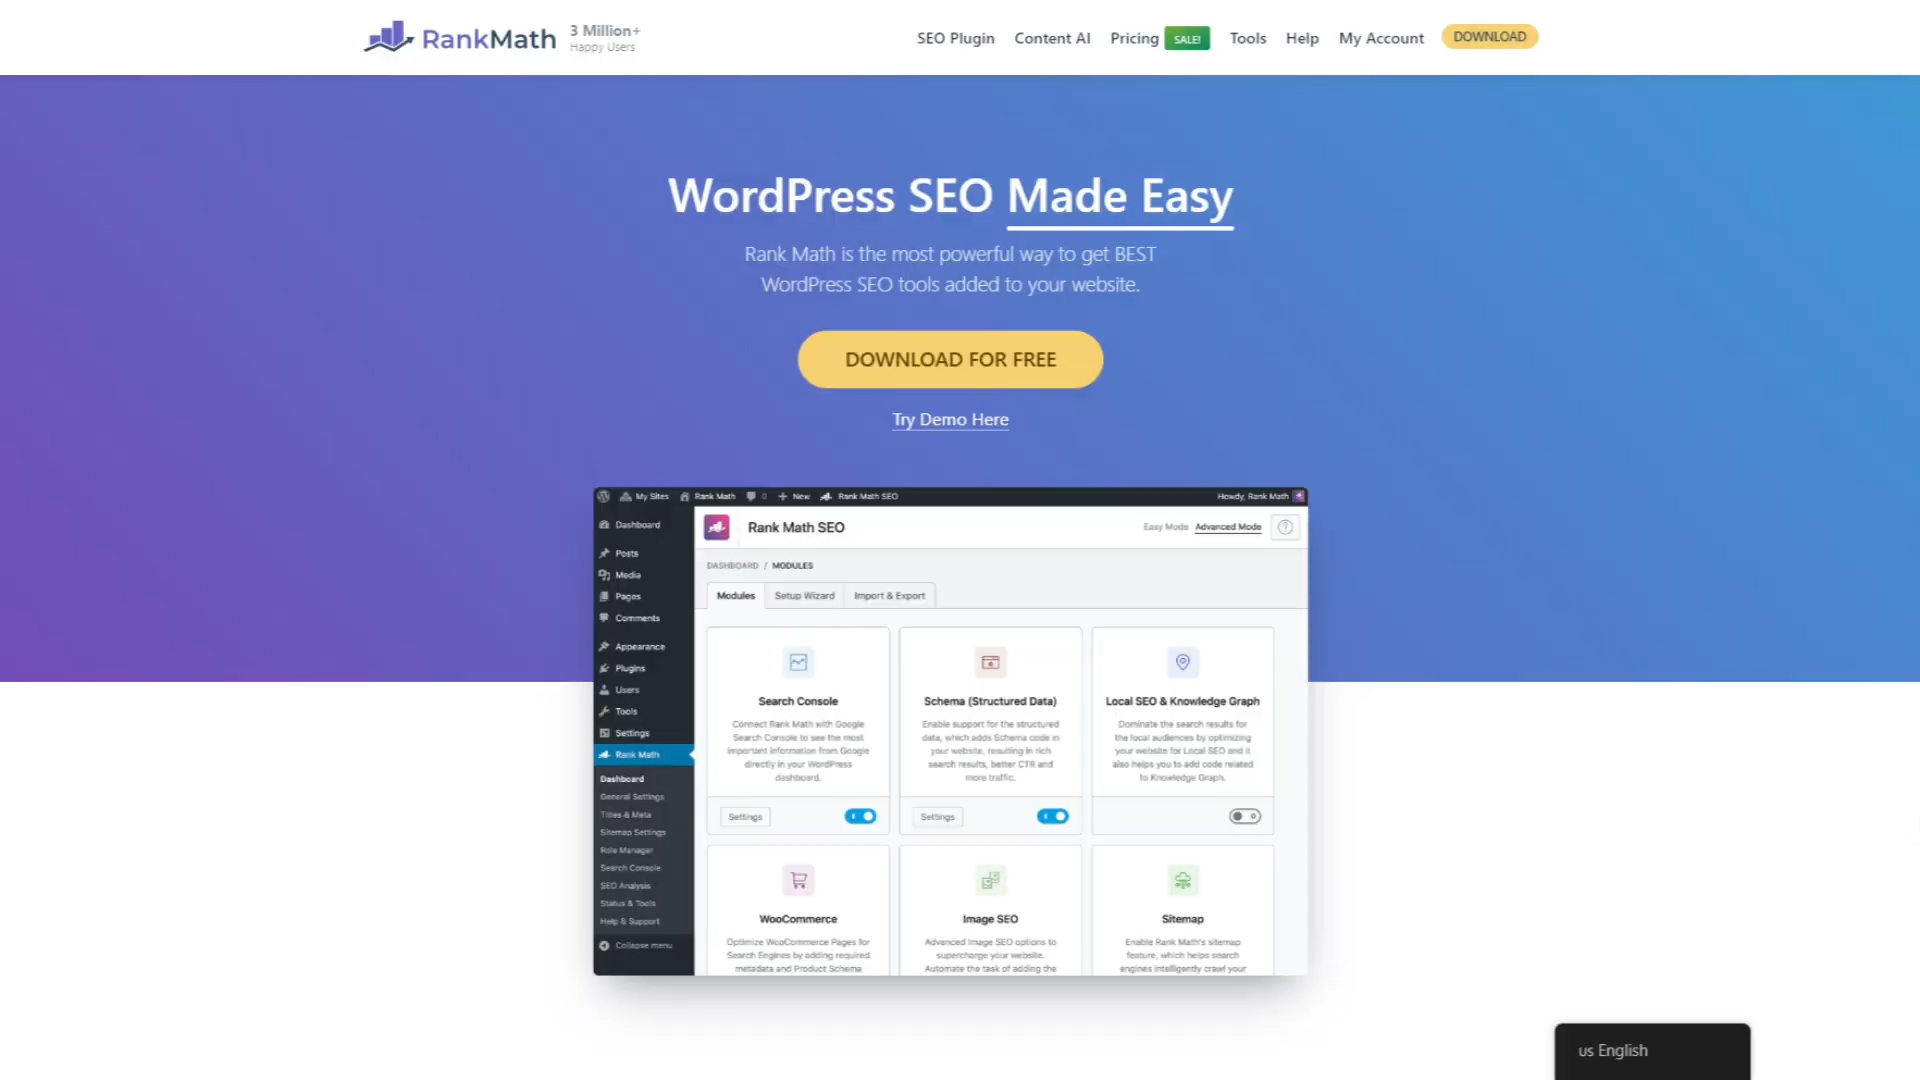 RankMath
3 Million+
Happy Users
SEO Plugin
Content AI
Pricing
SALE!
Tools
Help
My Account
DOWNLOAD
WordPress SEO Made Easy
Rank Math is the most powerful way to get BEST
WordPress SEO tools added to your website.
DOWNLOAD FOR FREE
Try Demo Here
My Sites
Rank Math
0
New
Rank Math SEO
Howdy, Rank Math
Dashboard
Posts
Media
Pages
Comments
Appearance
Plugins
Users
Tools
Settings
Rank Math
Dashboard
General Settings
Titles & Meta
Sitemap Settings
Role Manager
Search Console
SEO Analysis
Status & Tools
Help & Support
Collapse menu
Rank Math SEO
Easy Mode
Advanced Mode
?
DASHBOARD / MODULES
Modules
Setup Wizard
Import & Export
Search Console
Connect Rank Math with Google
Search Console to see the most
important information from Google
directly in your WordPress
dashboard.
Settings
Schema (Structured Data)
Enable support for the structured
data, which adds Schema code in
your website, resulting in rich
search results, better CTR and
more traffic.
Settings
Local SEO & Knowledge Graph
Dominate the search results for
the local audiences by optimizing
your website for Local SEO and it
also helps you to add code related
to Knowledge Graph.
WooCommerce
Optimize WooCommerce Pages for
Search Engines by adding required
metadata and Product Schema
Image SEO
Advanced Image SEO options to
supercharge your website.
Automate the task of adding the
Sitemap
Enable Rank Math's sitemap
feature, which helps search
engines intelligently crawl your
us English